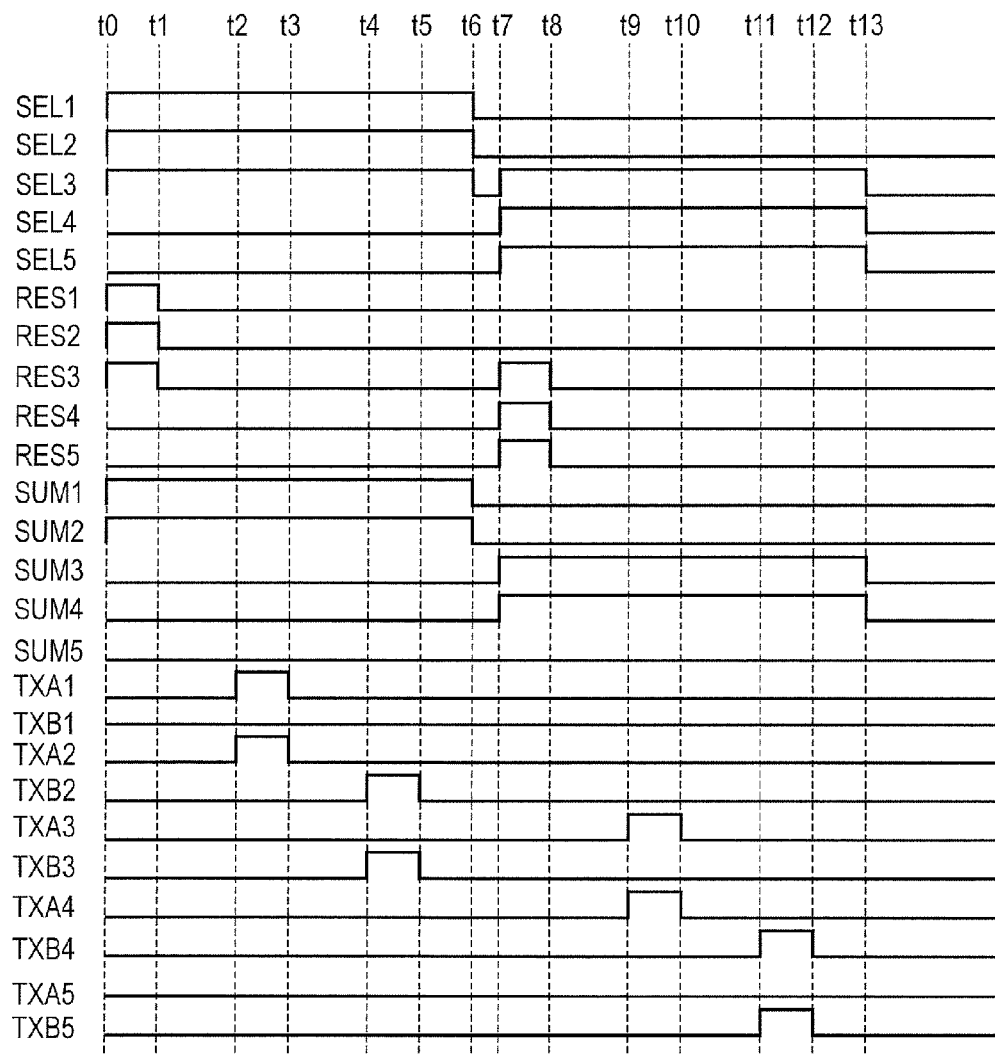 t0 t1 t2 t3 t4 t5 t6 t7 t8 t9 t10 t11 t12 t13
SEL1
SEL2
SEL3
SEL4
SEL5
RES1
RES2
RES3
RES4
RES5
SUM1
SUM2
SUM3
SUM4
SUM5
TXA1
TXB1
TXA2
TXB2
TXA3
TXB3
TXA4
TXB4
TXA5
TXB5